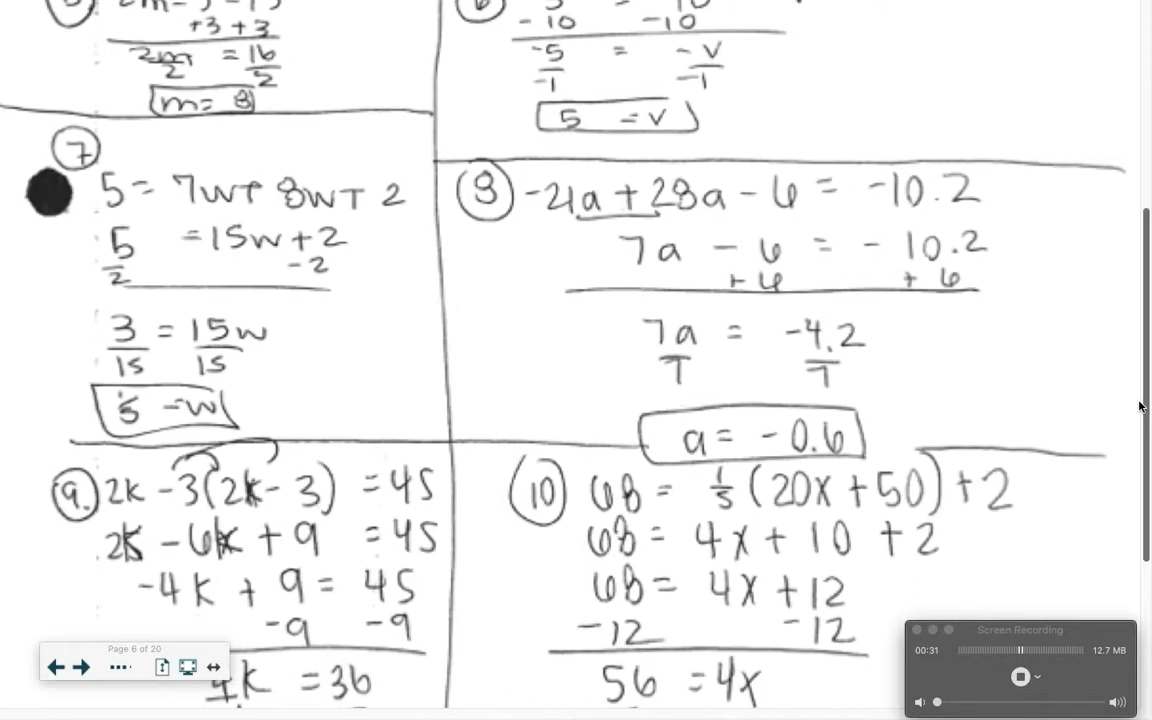 +3 +3
2m = 16
2 2
m = 8
-10 -10
-5 = -v
-1 -1
5 = v
7
5 = 7w + 8w + 2
5 = 15w + 2
2 -2
3 = 15w
15 15
5 = w
8 -21a + 28a - 6 = -10.2
7a - 6 = -10.2
+6 +6
7a = -4.2
7 7
a = -0.6
9. 2k - 3(2k - 3) = 45
2k - 6k + 9 = 45
-4k + 9 = 45
-9 -9
4k = 36
10 68 = 1/5 (20x + 50) + 2
68 = 4x + 10 + 2
68 = 4x + 12
-12 -12
56 = 4x
Page 6 of 20
Screen Recording
00:31 12.7 MB